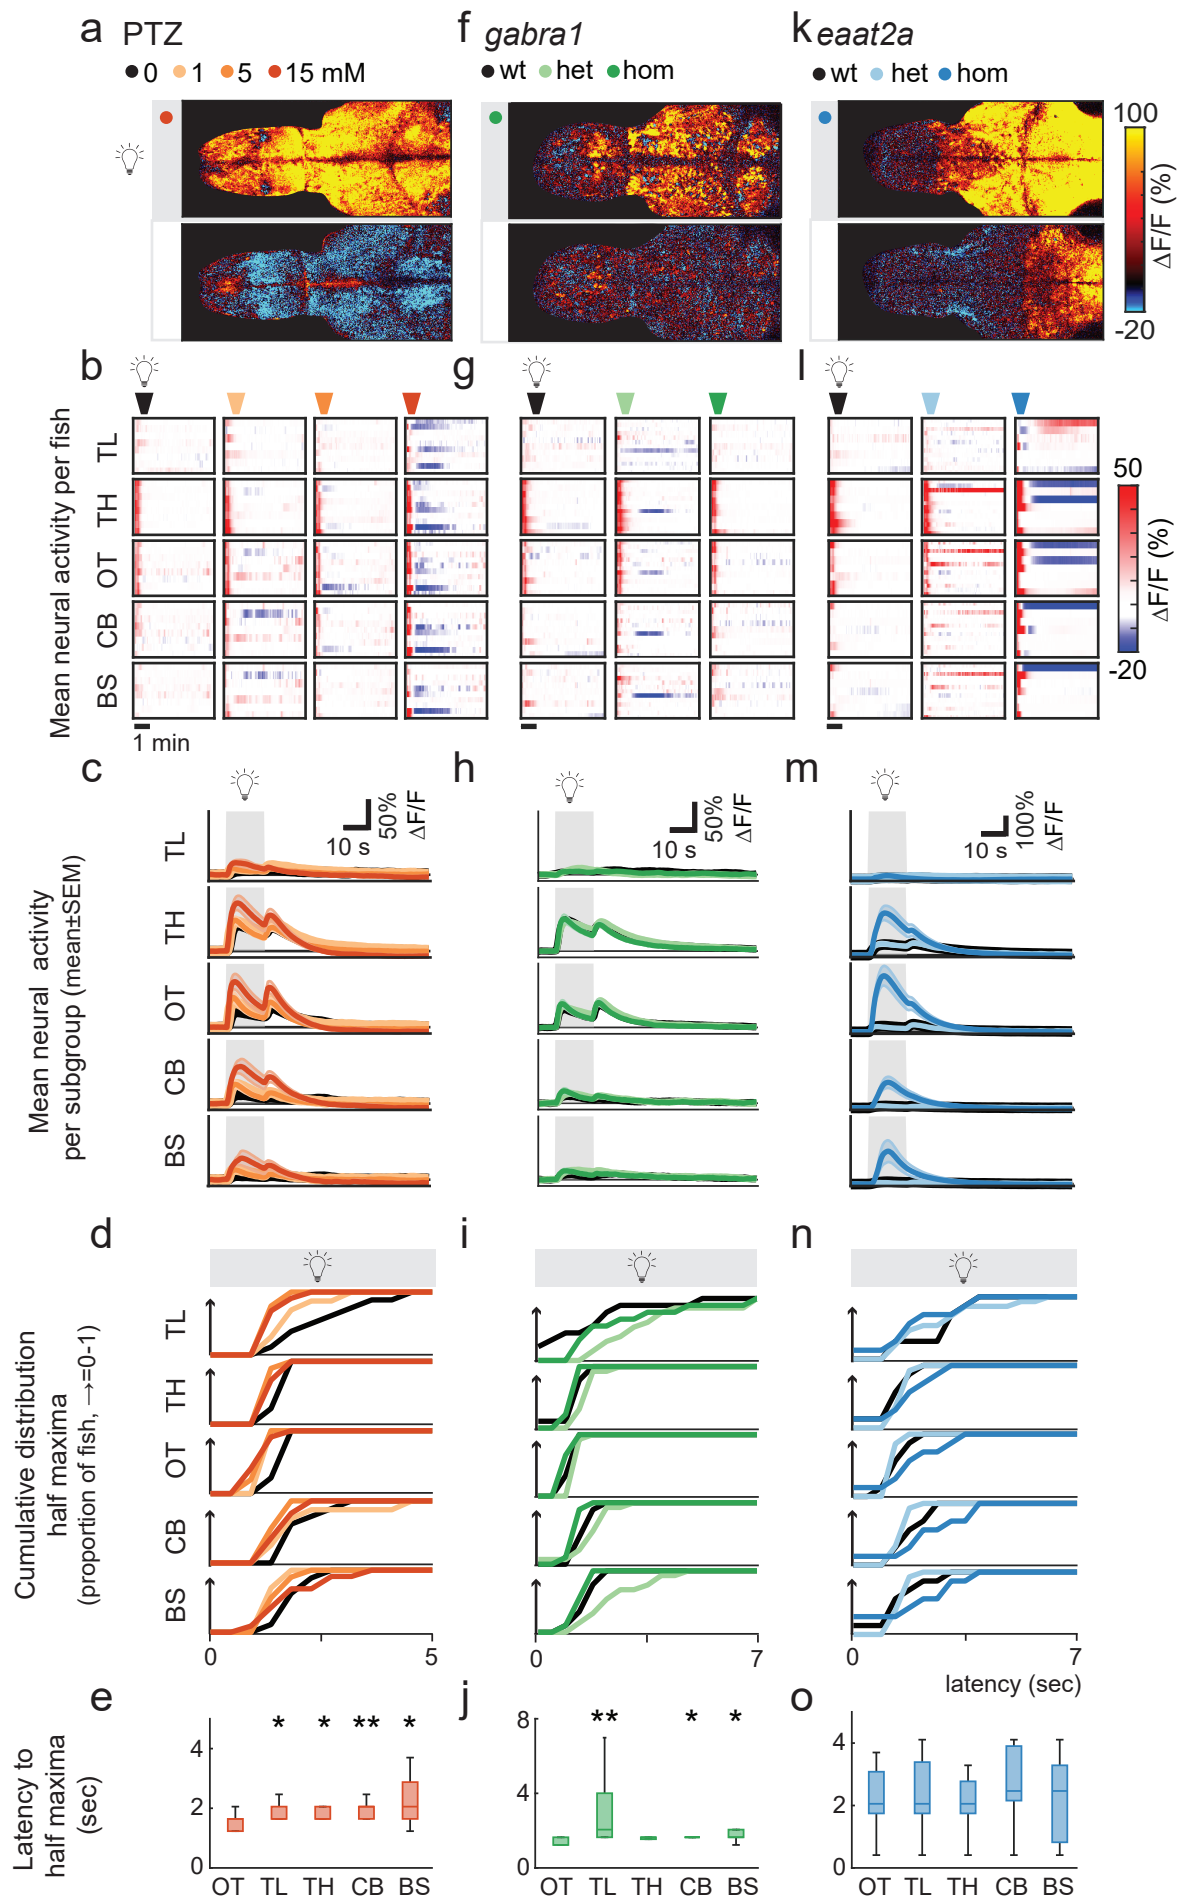 a PTZ
0 1 5 15 mM
f gabra1
wt het hom
k eaat2a
wt het hom
100
ΔF/F (%)
-20
b
g
l
Mean neural activity per fish
TL
TH
OT
CB
BS
1 min
50
ΔF/F (%)
-20
c
h
m
Mean neural activity
per subgroup (mean±SEM)
TL
TH
OT
CB
BS
10 s
50%
ΔF/F
10 s
50%
ΔF/F
10 s
100%
ΔF/F
d
i
n
Cumulative distribution
half maxima
(proportion of fish, →=0-1)
TL
TH
OT
CB
BS
0 5
0 7
0 7
latency (sec)
e
j
o
Latency to
half maxima
(sec)
4
2
0
* * ** *
OT TL TH CB BS
8
4
0
** * *
OT TL TH CB BS
4
2
0
OT TL TH CB BS